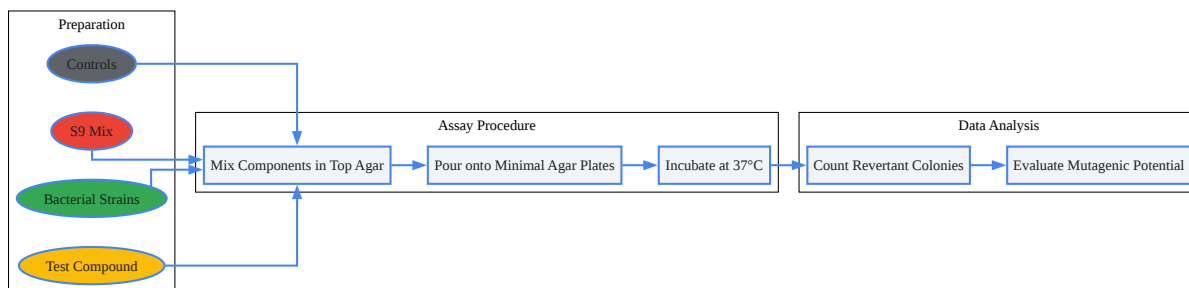 Preparation
Controls
S9 Mix
Bacterial Strains
Test Compound
Assay Procedure
Mix Components in Top Agar
Pour onto Minimal Agar Plates
Incubate at 37°C
Data Analysis
Count Revertant Colonies
Evaluate Mutagenic Potential